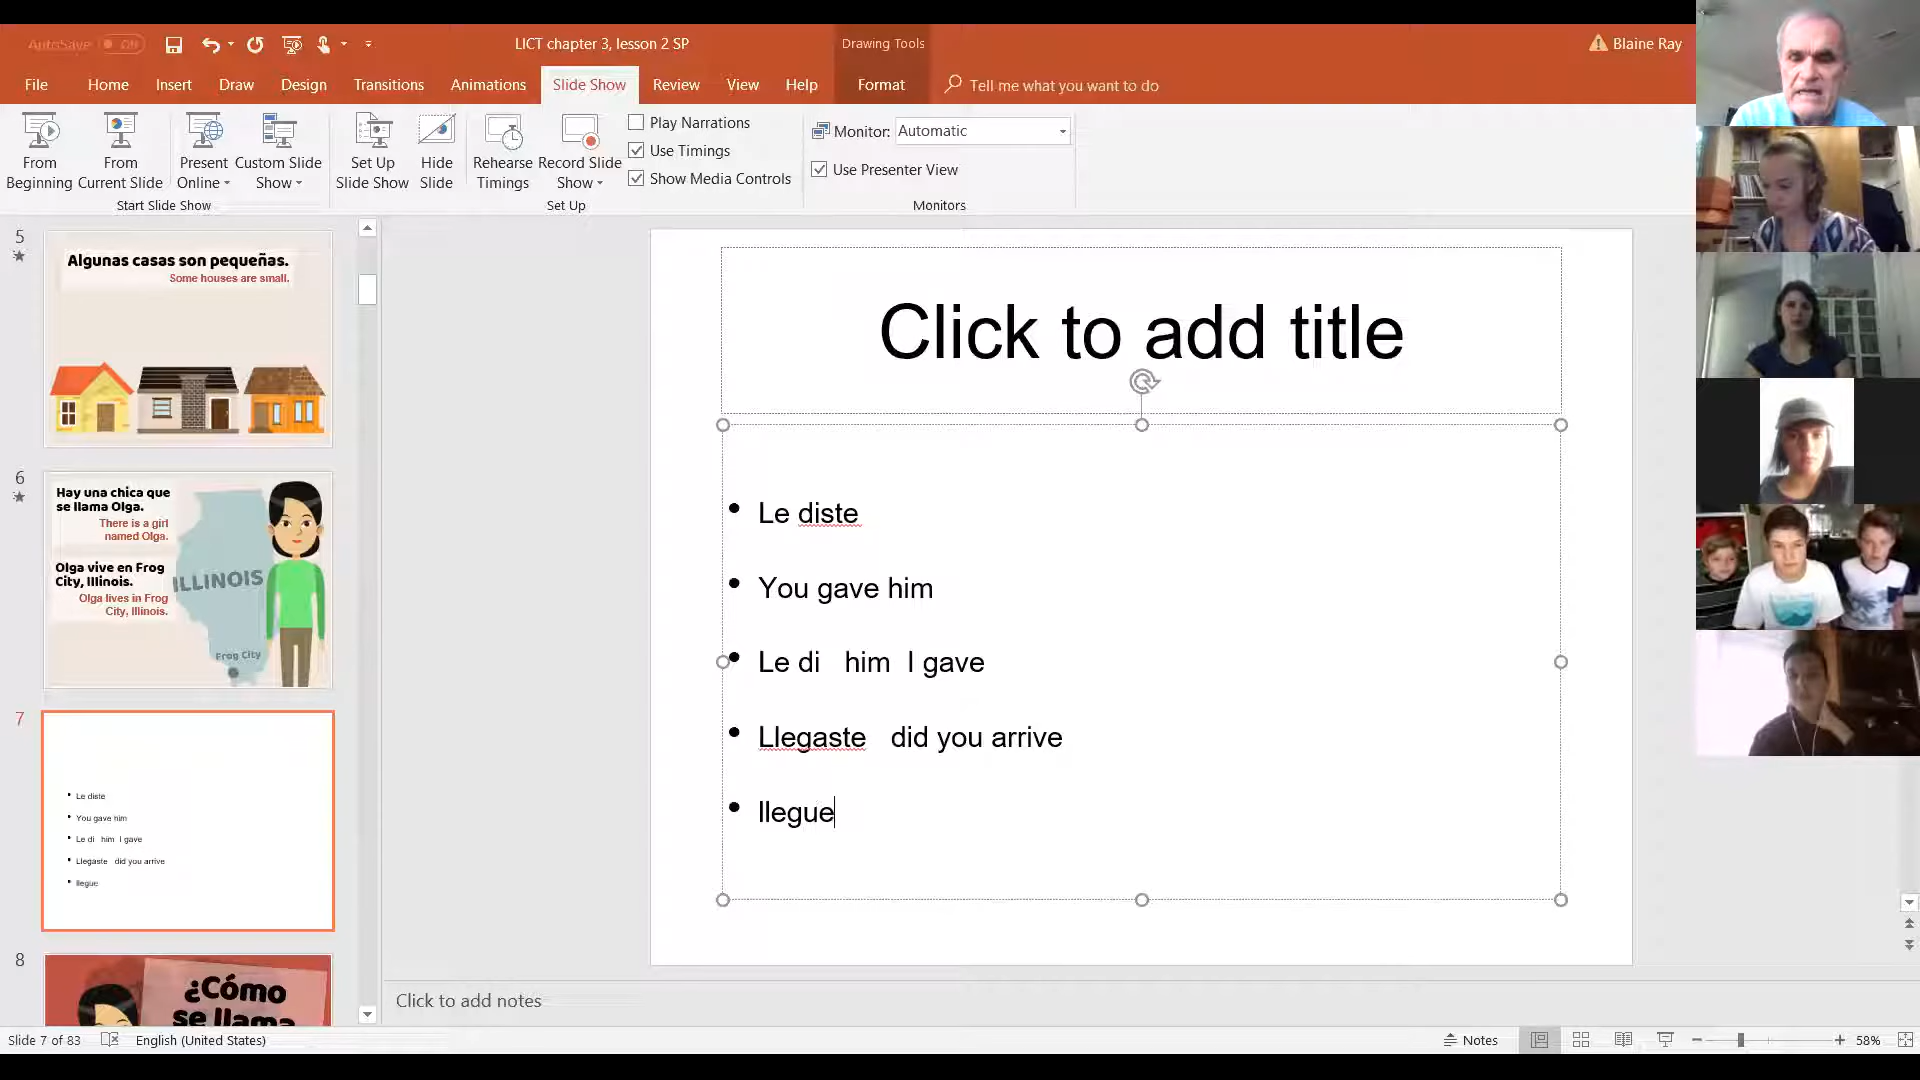 AutoSave Off
LICT chapter 3, lesson 2 SP
Drawing Tools
Blaine Ray
File Home Insert Draw Design Transitions Animations Slide Show Review View Help Format Tell me what you want to do
From Beginning
From Current Slide
Present Online
Custom Slide Show
Set Up Slide Show
Hide Slide
Rehearse Timings
Record Slide Show
Play Narrations
Use Timings
Show Media Controls
Monitor: Automatic
Use Presenter View
Start Slide Show
Set Up
Monitors
5
Algunas casas son pequeñas.
Some houses are small.
6
Hay una chica que
se llama Olga.
There is a girl
named Olga.
Olga vive en Frog
City, Illinois.
Olga lives in Frog
City, Illinois.
ILLINOIS
Frog City
7
• Le diste
• You gave him
• Le di him I gave
• Llegaste did you arrive
• llegue
8
¿Cómo
se llama
Click to add title
• Le diste
• You gave him
• Le di him I gave
• Llegaste did you arrive
• llegue
Click to add notes
Slide 7 of 83 English (United States) Notes 58%